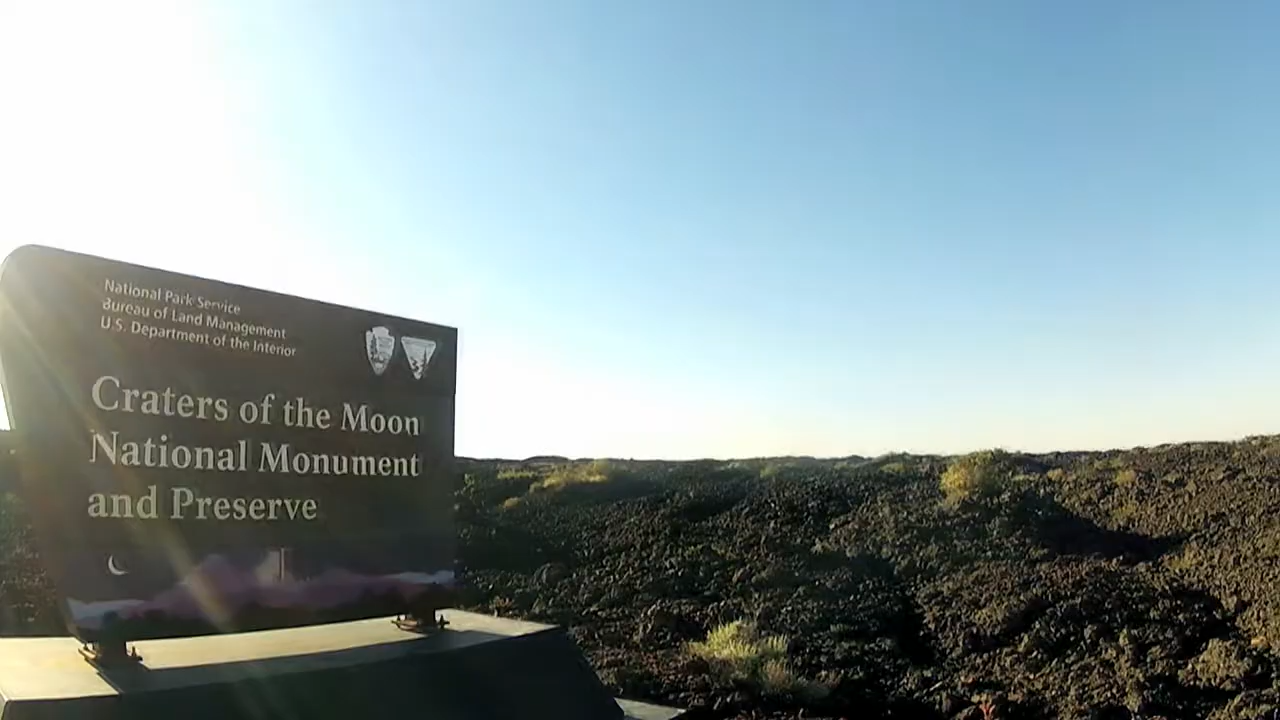 National Park Service
Bureau of Land Management
U.S. Department of the Interior
Craters of the Moon
National Monument
and Preserve